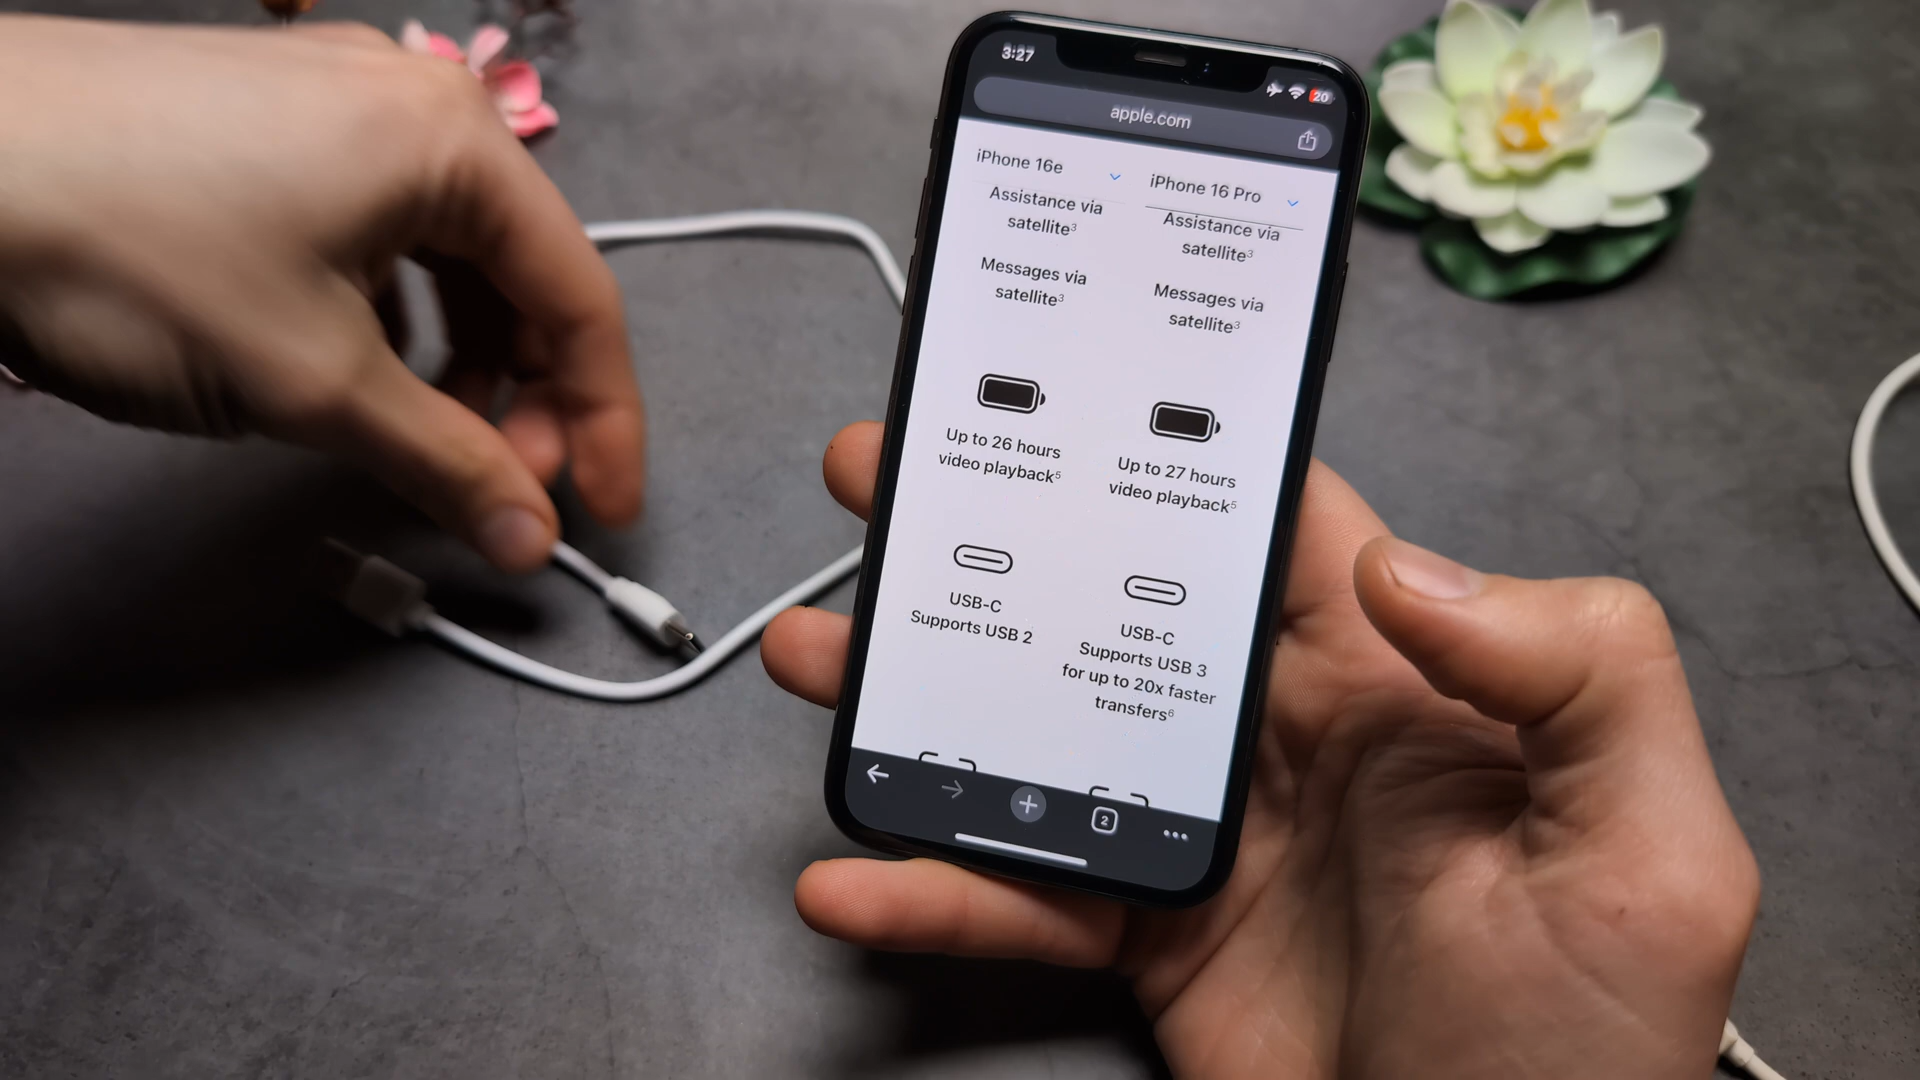 3:27
20
apple.com
iPhone 16e
iPhone 16 Pro
Assistance via
satellite³
Assistance via
satellite³
Messages via
satellite³
Messages via
satellite³
Up to 26 hours
video playback⁵
Up to 27 hours
video playback⁵
USB-C
Supports USB 2
USB-C
Supports USB 3
for up to 20x faster
transfers⁶
2